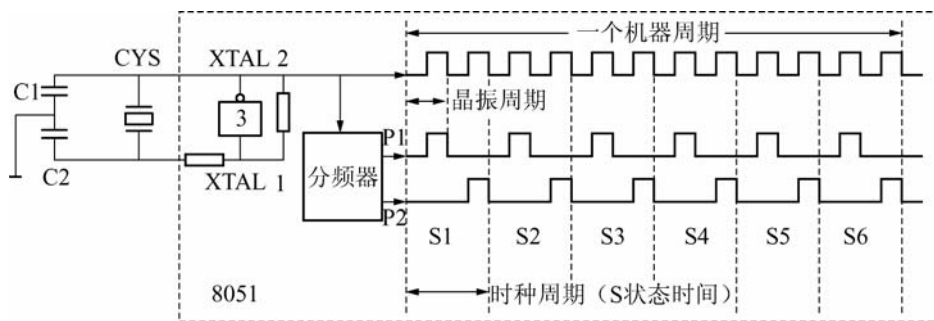 一个机器周期
CYS
XTAL 2
C1
晶振周期
3
P1
C2
XTAL 1
分频器
P2
S1 S2 S3 S4 S5 S6
8051
时种周期（S状态时间）